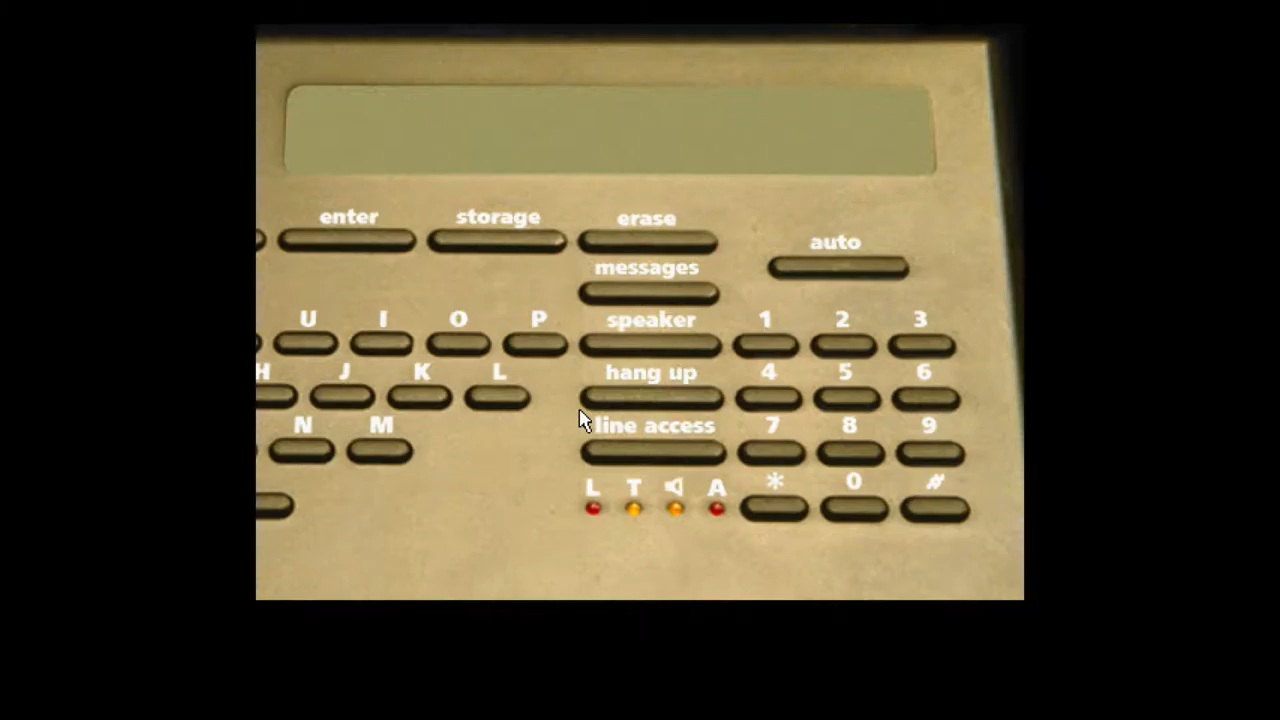 enter storage erase
auto
messages
U I O P speaker 1 2 3
H J K L hang up 4 5 6
N M line access 7 8 9
L T A * 0 #